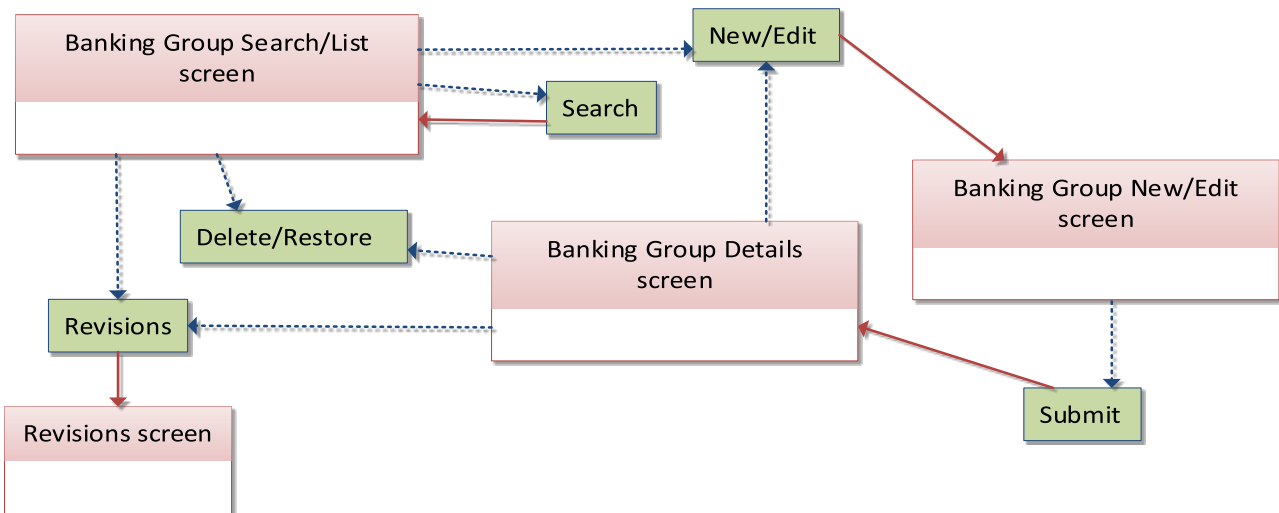 Banking Group Search/List
screen
New/Edit
Search
Banking Group New/Edit
screen
Delete/Restore
Banking Group Details
screen
Revisions
Submit
Revisions screen